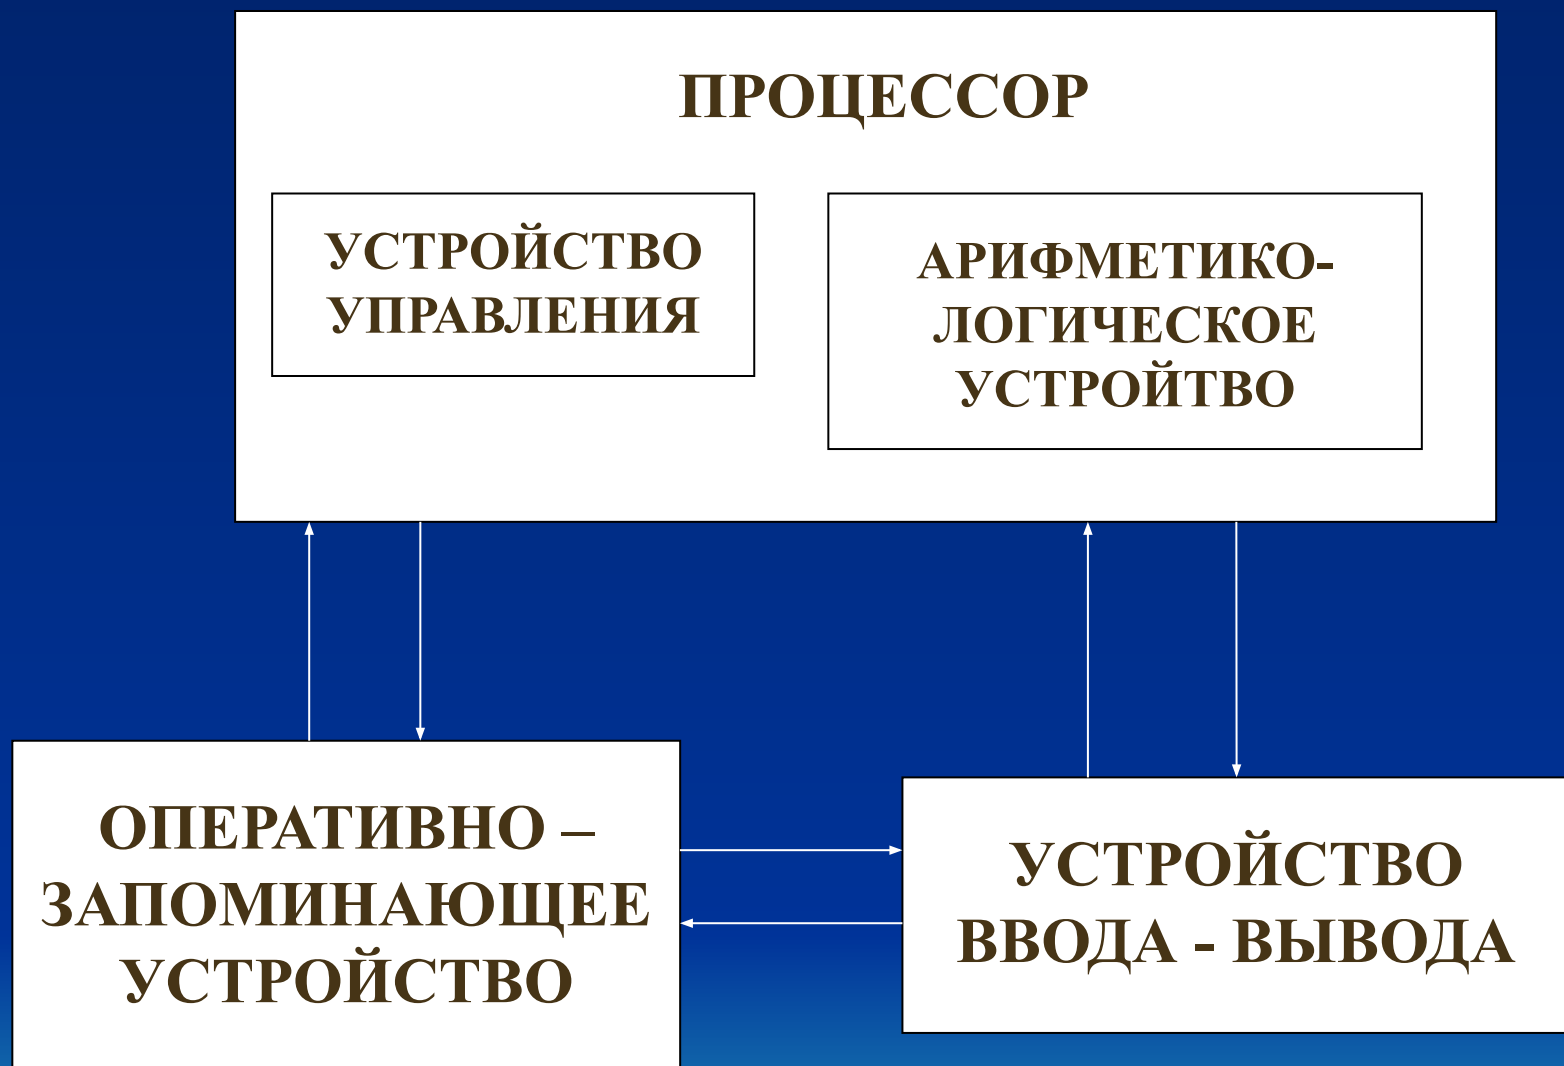 ПРОЦЕССОР
УСТРОЙСТВО
УПРАВЛЕНИЯ
АРИФМЕТИКО-
ЛОГИЧЕСКОЕ
УСТРОЙТВО
ОПЕРАТИВНО –
ЗАПОМИНАЮЩЕЕ
УСТРОЙСТВО
УСТРОЙСТВО
ВВОДА - ВЫВОДА